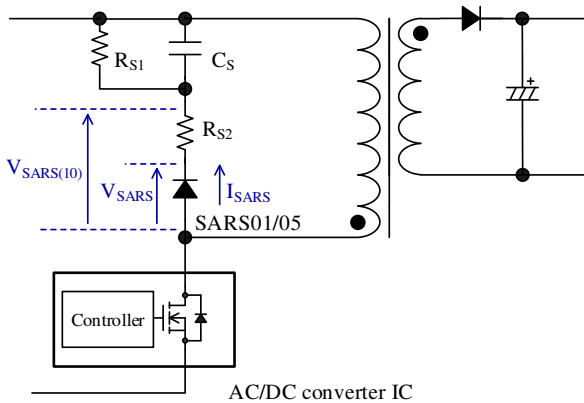 RS1
CS
RS2
VSARS(10)
VSARS
ISARS
SARS01/05
Controller
+
AC/DC converter IC